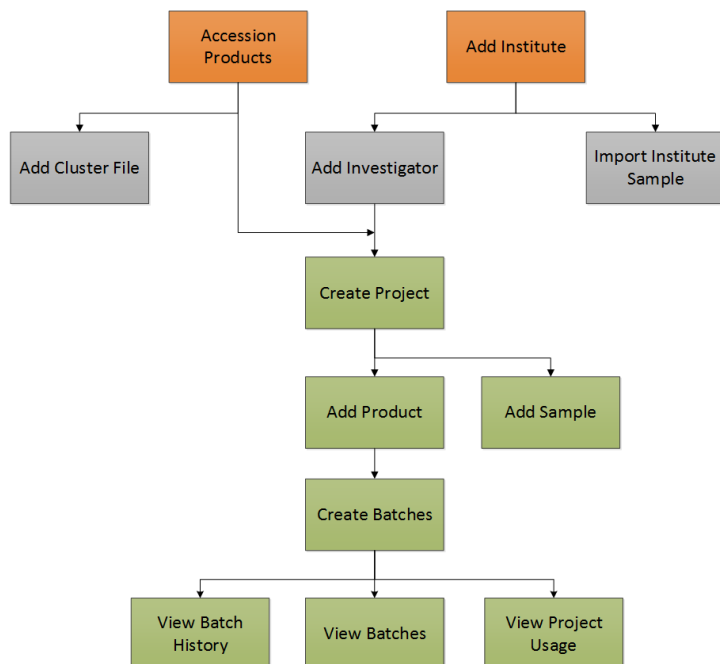 Accession
Products
Add Institute
Add Cluster File
Add Investigator
Import Institute
Sample
Create Project
Add Product
Add Sample
Create Batches
View Batch
History
View Batches
View Project
Usage